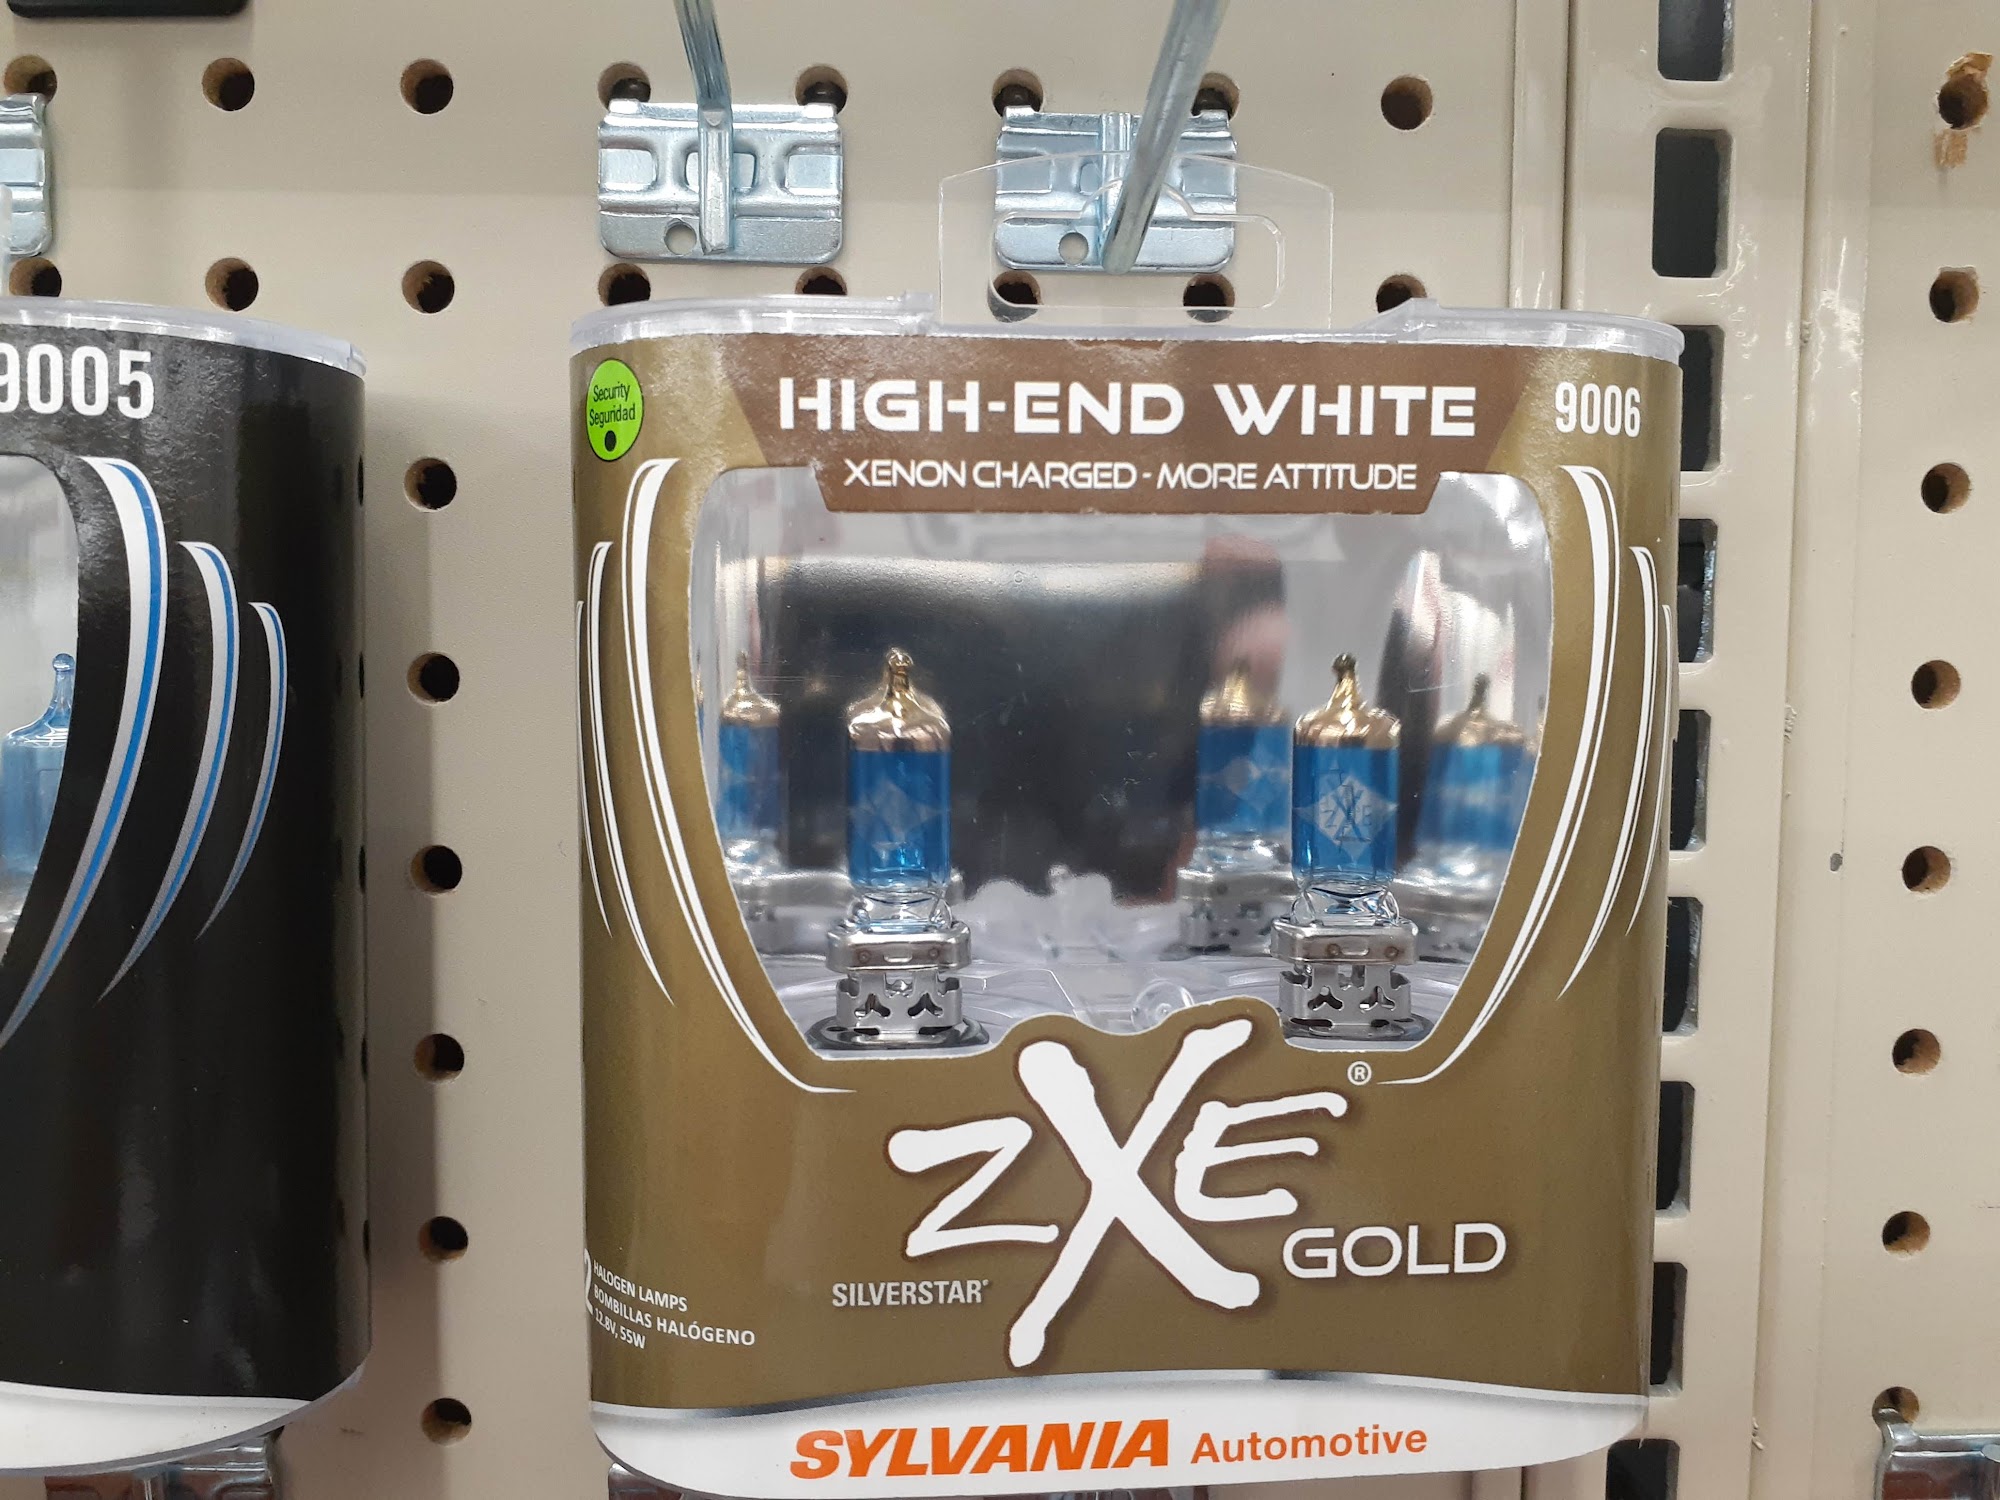 9005
Security
Seguridad
HIGH-END WHITE
9006
XENON CHARGED - MORE ATTITUDE
ZXE
ZXE®
GOLD
SILVERSTAR
2 HALOGEN LAMPS
BOMBILLAS HALÓGENO
12.8V, 55W
SYLVANIA Automotive